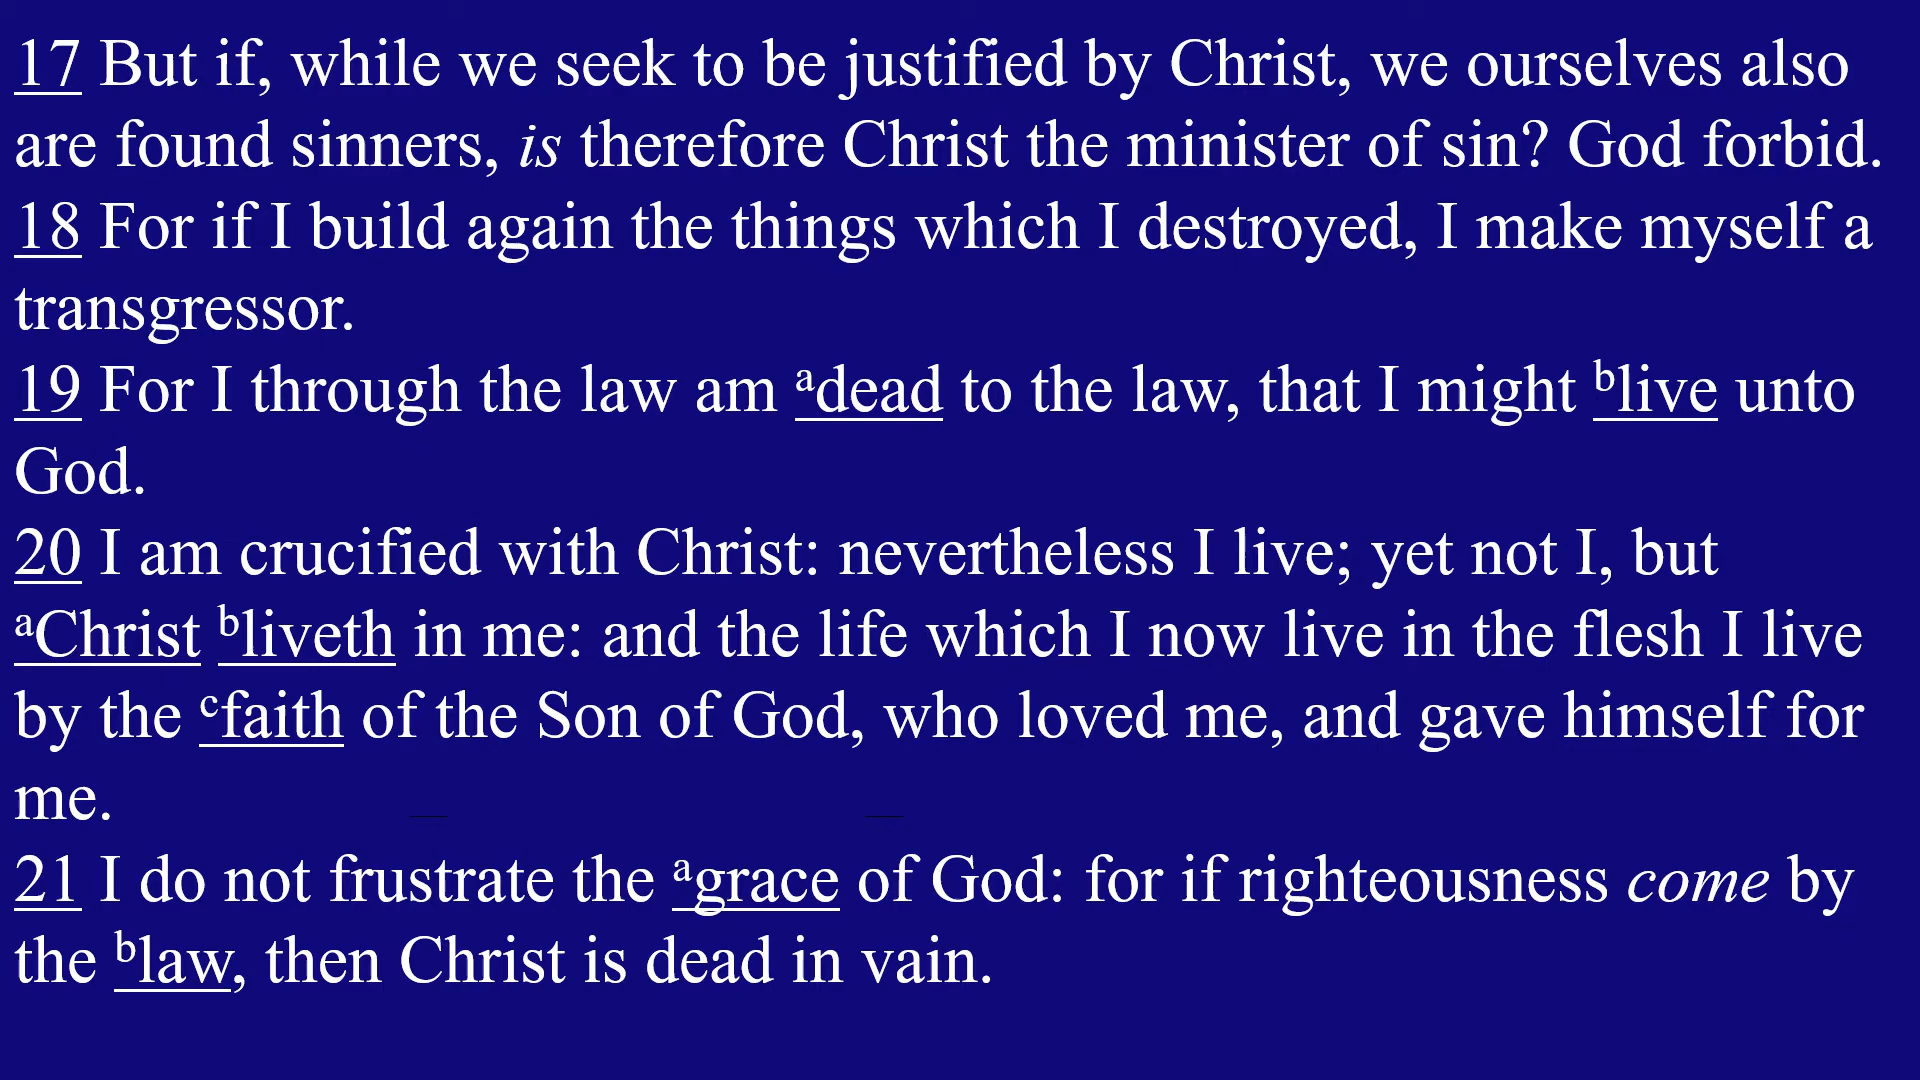 17 But if, while we seek to be justified by Christ, we ourselves also
are found sinners, is therefore Christ the minister of sin? God forbid.
18 For if I build again the things which I destroyed, I make myself a
transgressor.
19 For I through the law am ᵃdead to the law, that I might ᵇlive unto
God.
20 I am crucified with Christ: nevertheless I live; yet not I, but
ᵃChrist ᵇliveth in me: and the life which I now live in the flesh I live
by the ᶜfaith of the Son of God, who loved me, and gave himself for
me.
21 I do not frustrate the ᵃgrace of God: for if righteousness come by
the ᵇlaw, then Christ is dead in vain.